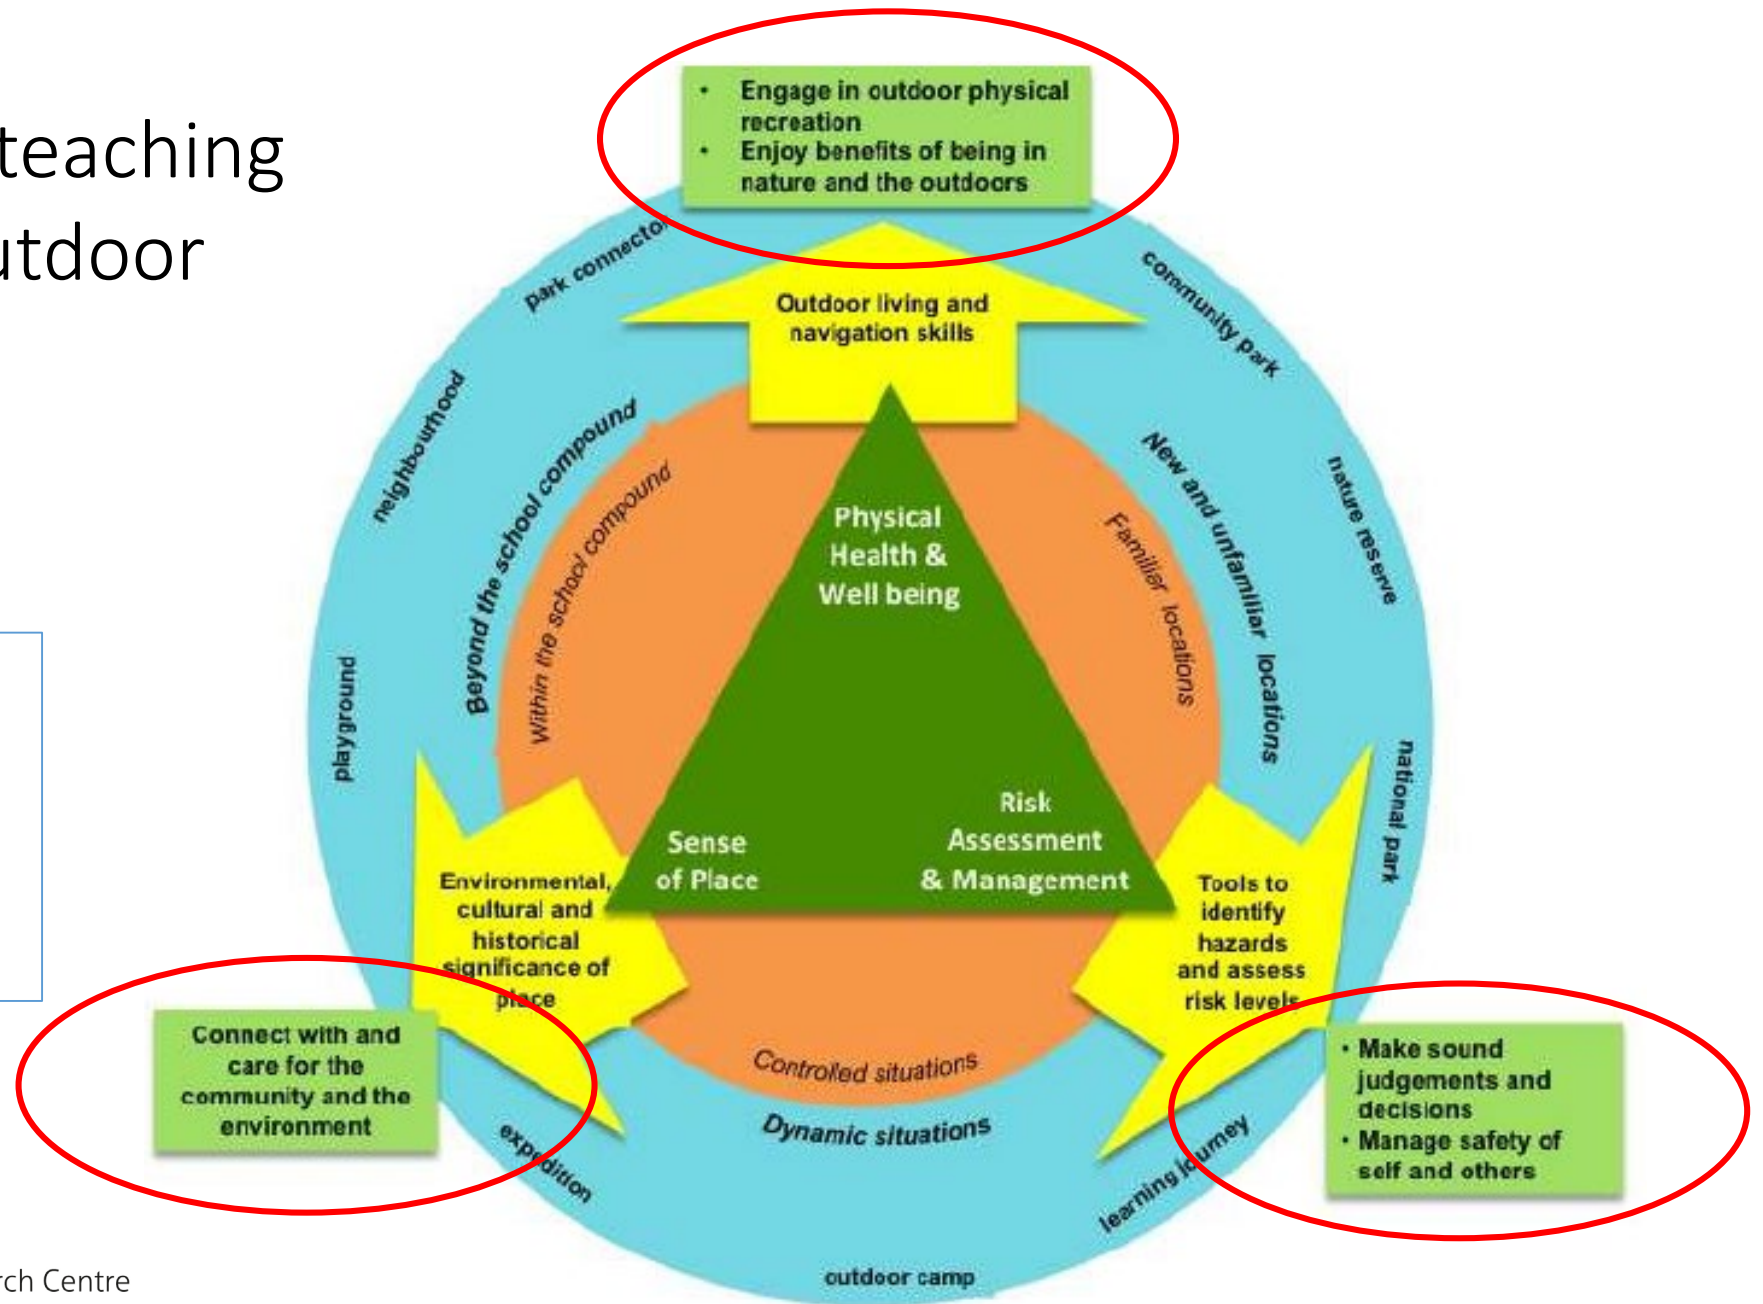 teaching
utdoor
• Engage in outdoor physical
recreation
• Enjoy benefits of being in
nature and the outdoors
park connector
community park
Outdoor living and
navigation skills
neighbourhood
Beyond the school compound
Within the school compound
New and unfamiliar locations
Familiar locations
nature reserve
Physical
Health &
Well being
playground
national park
Sense
of Place
Risk
Assessment
& Management
Environmental,
cultural and
historical
significance of
place
Tools to
identify
hazards
and assess
risk levels
Connect with and
care for the
community and the
environment
Controlled situations
Dynamic situations
• Make sound
judgements and
decisions
• Manage safety of
self and others
expedition
learning journey
outdoor camp
rch Centre